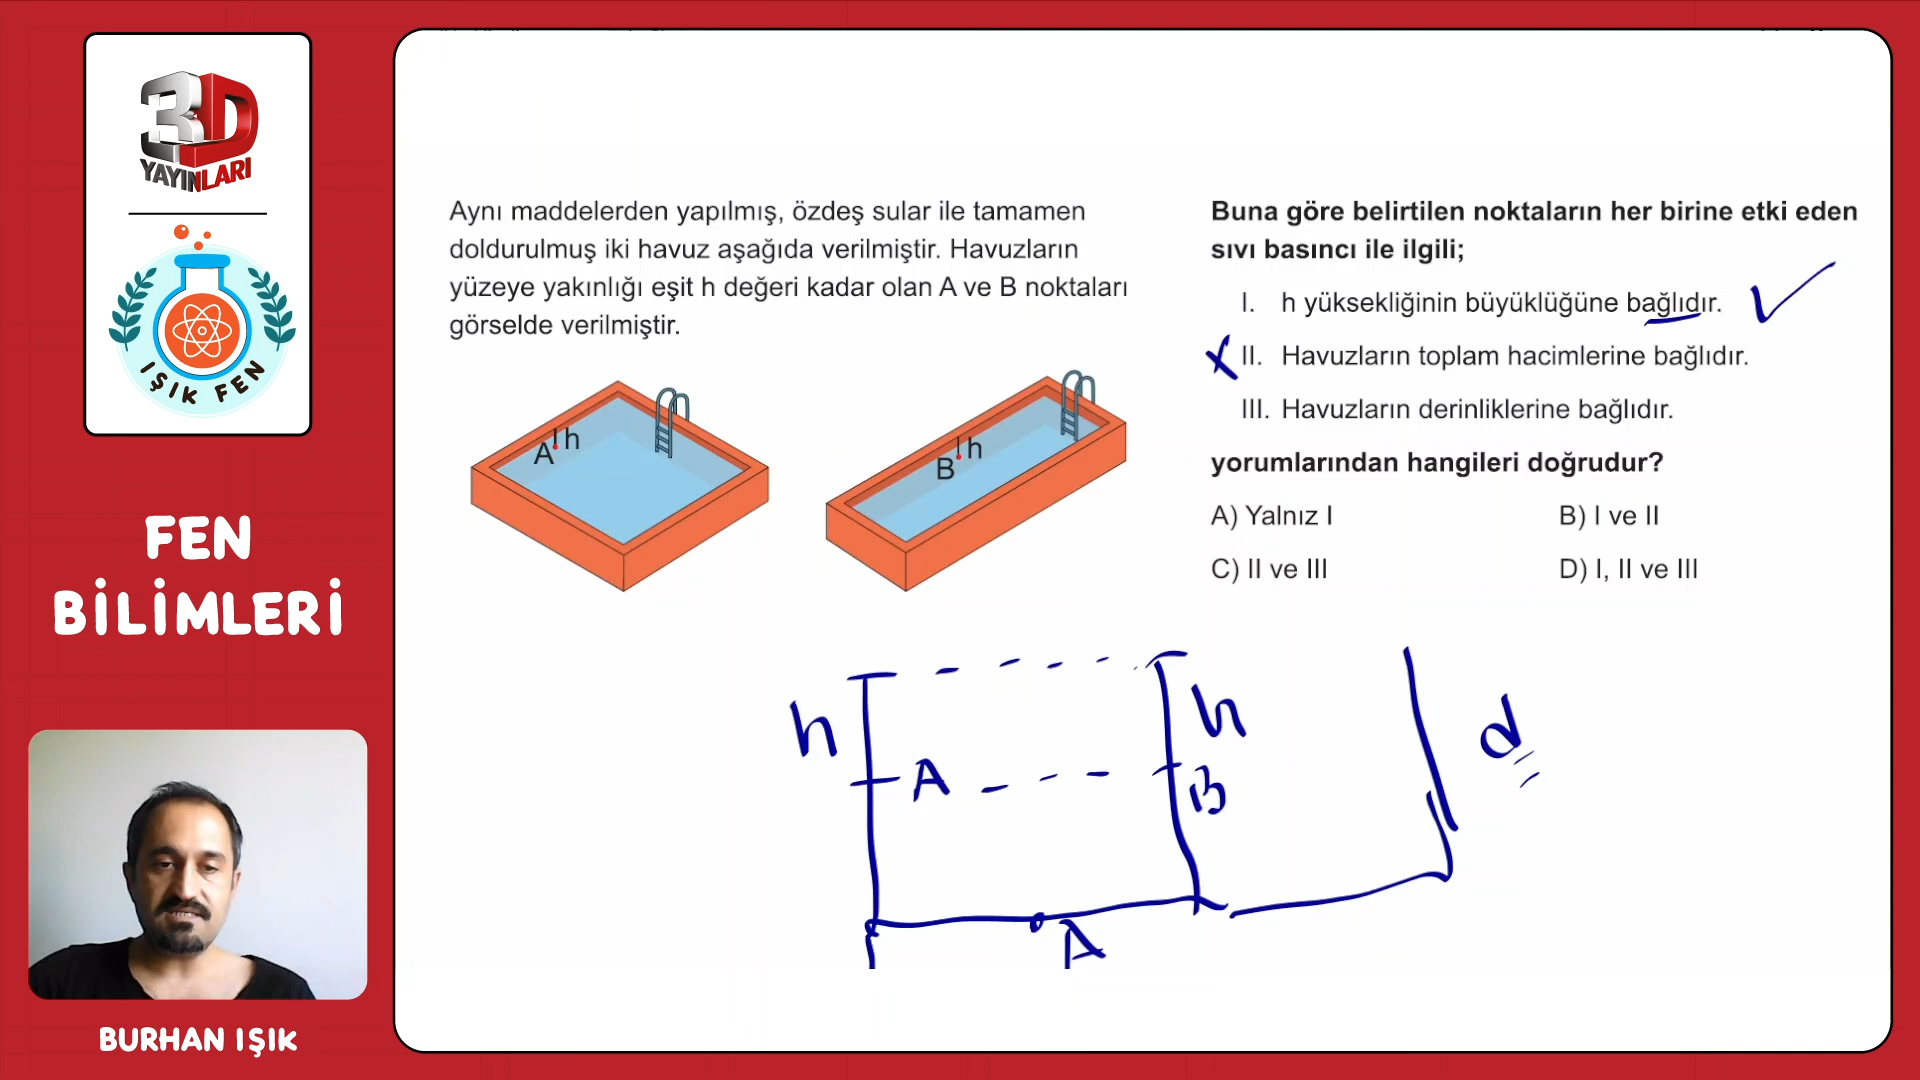 3D
YAYINLARI
IŞIK FEN
FEN
BİLİMLERİ
BURHAN IŞIK
Aynı maddelerden yapılmış, özdeş sular ile tamamen
doldurulmuş iki havuz aşağıda verilmiştir. Havuzların
yüzeye yakınlığı eşit h değeri kadar olan A ve B noktaları
görselde verilmiştir.
A h
B h
Buna göre belirtilen noktaların her birine etki eden
sıvı basıncı ile ilgili;
I. h yüksekliğinin büyüklüğüne bağlıdır.
II. Havuzların toplam hacimlerine bağlıdır.
III. Havuzların derinliklerine bağlıdır.
yorumlarından hangileri doğrudur?
A) Yalnız I
B) I ve II
C) II ve III
D) I, II ve III
h
h
d
A
B
A